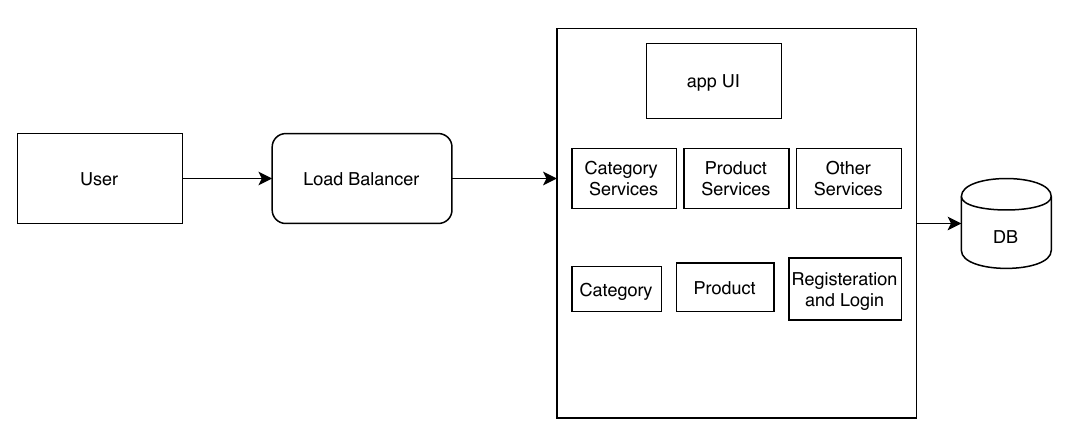 app UI
User
Load Balancer
Category
Services
Product
Services
Other
Services
DB
Category
Product
Registeration
and Login